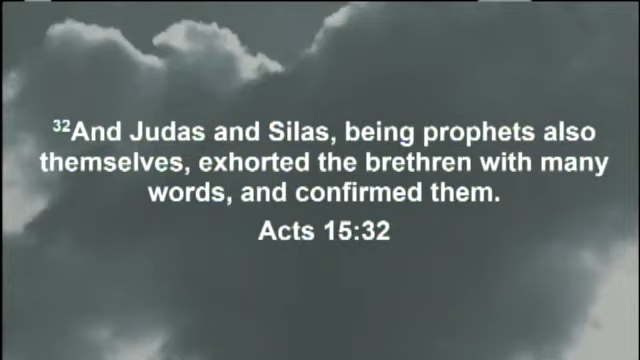 32And Judas and Silas, being prophets also
themselves, exhorted the brethren with many
words, and confirmed them.
Acts 15:32